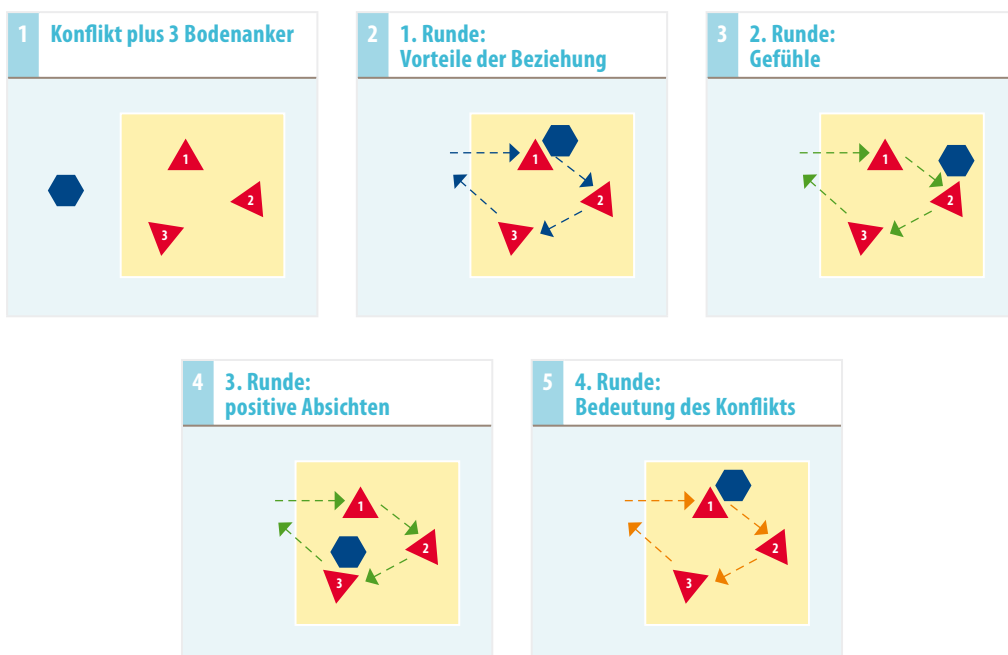 1
Konflikt plus 3 Bodenanker
1
2
3
2
1. Runde:
Vorteile der Beziehung
1
2
3
3
2. Runde:
Gefühle
1
2
3
4
3. Runde:
positive Absichten
1
2
3
5
4. Runde:
Bedeutung des Konflikts
1
2
3